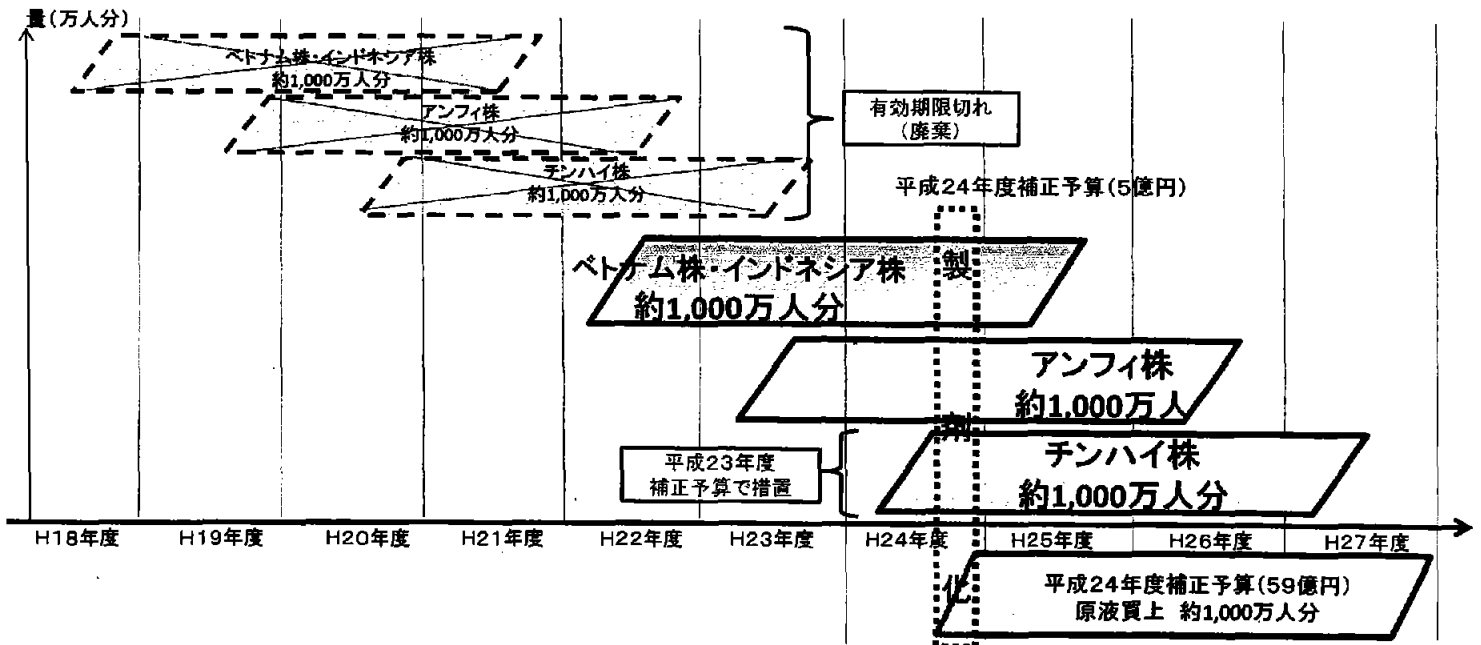 量(万人分)
ベトナム株・インドネシア株
約1,000万人分
アンフィ株
約1,000万人分
チンハイ株
約1,000万人分
有効期限切れ
(廃棄)
平成24年度補正予算(5億円)
ベトナム株・インドネシア株
約1,000万人分
製
剤
化
アンフィ株
約1,000万人
平成23年度
補正予算で措置
チンハイ株
約1,000万人分
H18年度 H19年度 H20年度 H21年度 H22年度 H23年度 H24年度 H25年度 H26年度 H27年度
平成24年度補正予算(59億円)
原液買上 約1,000万人分